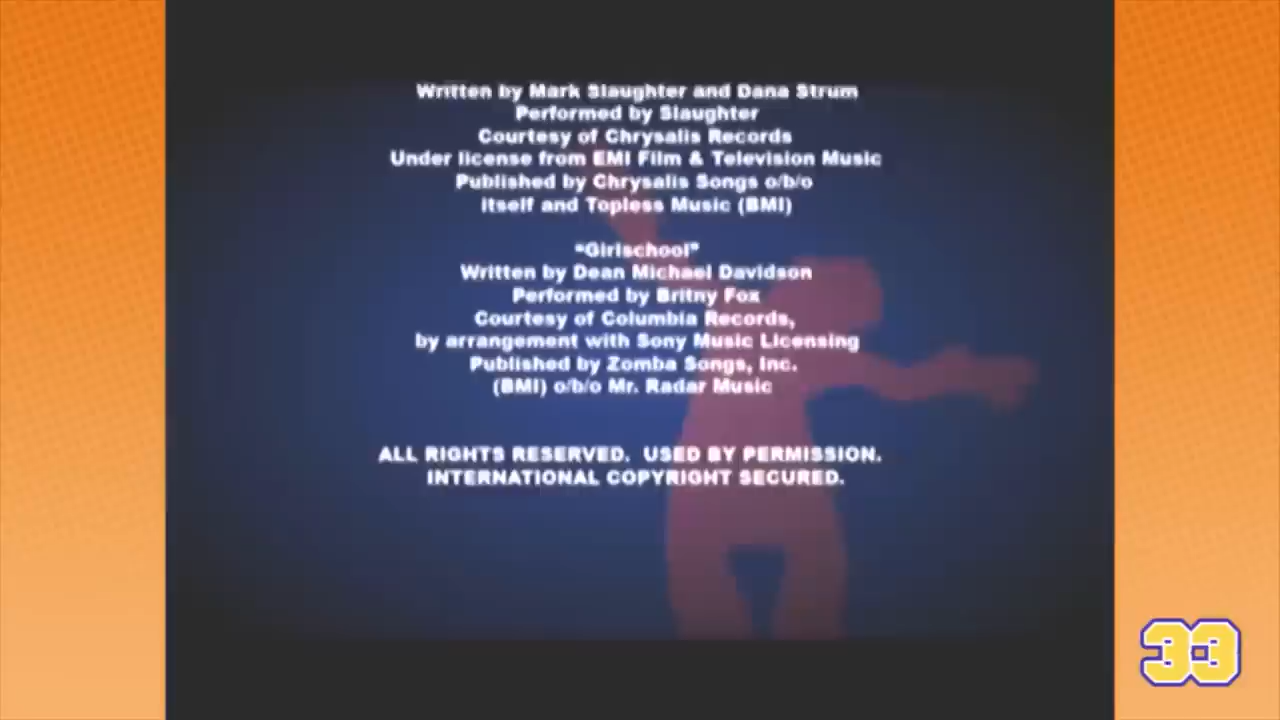 Written by Mark Slaughter and Dana Strum
Performed by Slaughter
Courtesy of Chrysalis Records
Under license from EMI Film & Television Music
Published by Chrysalis Songs o/b/o
itself and Topless Music (BMI)
"Girlschool"
Written by Dean Michael Davidson
Performed by Britny Fox
Courtesy of Columbia Records,
by arrangement with Sony Music Licensing
Published by Zomba Songs, Inc.
(BMI) o/b/o Mr. Radar Music
ALL RIGHTS RESERVED. USED BY PERMISSION.
INTERNATIONAL COPYRIGHT SECURED.
33